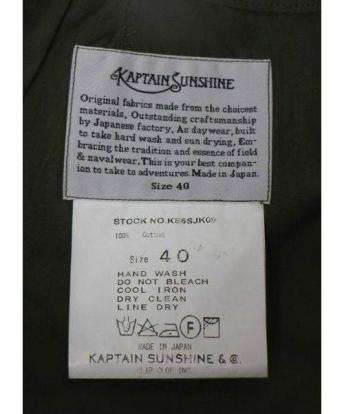 KAPTAIN SUNSHINE
Original fabrics made from the choicest
materials, Outstanding craftsmanship
by Japanese factory, As daywear, built
to take hard wash and sun drying, Em-
bracing the tradition and essence of field
& navalwear, This is your best compan-
ion to take to adventures. Made in Japan.
Size 40
STOCK NO.KS6SJK09
100% Cotton
Size 40
HAND WASH
DO NOT BLEACH
COOL IRON
DRY CLEAN
LINE DRY
F
MADE IN JAPAN
KAPTAIN SUNSHINE & C.
INC.